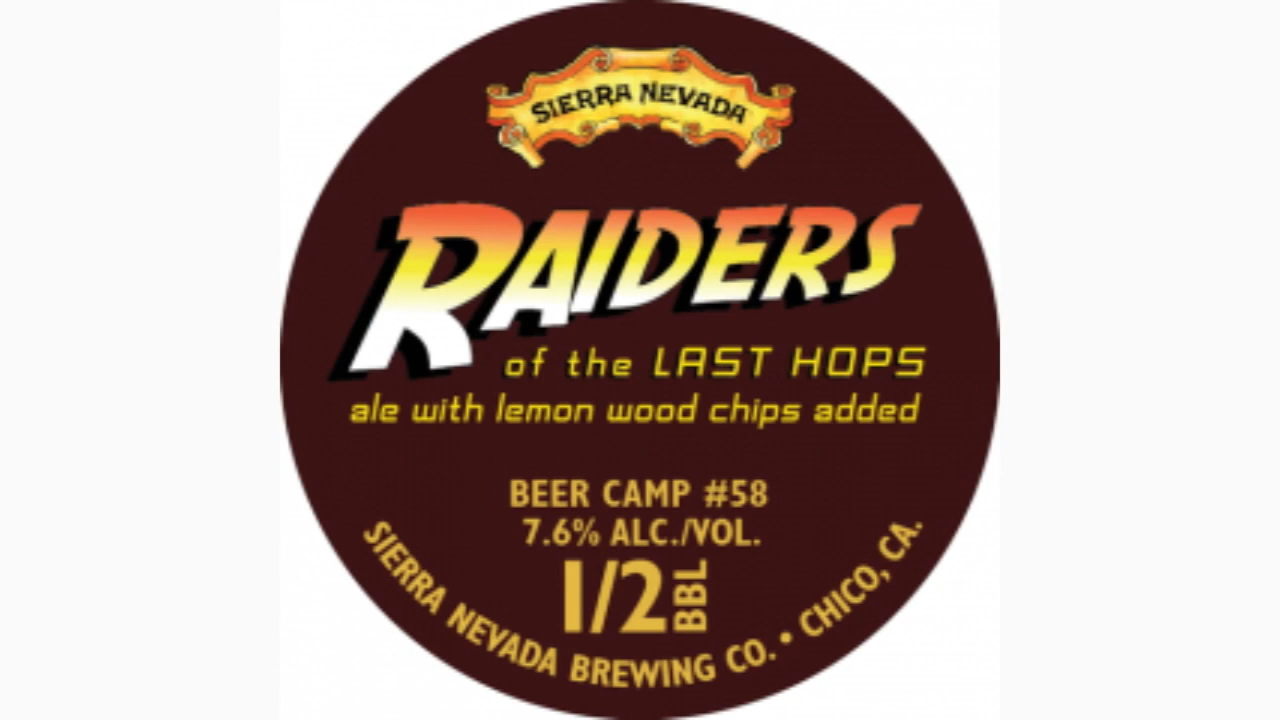 SIERRA NEVADA
RAIDERS
of the LAST HOPS
ale with lemon wood chips added
BEER CAMP #58
7.6% ALC./VOL.
1/2 BBL
SIERRA NEVADA BREWING CO. • CHICO, CA.